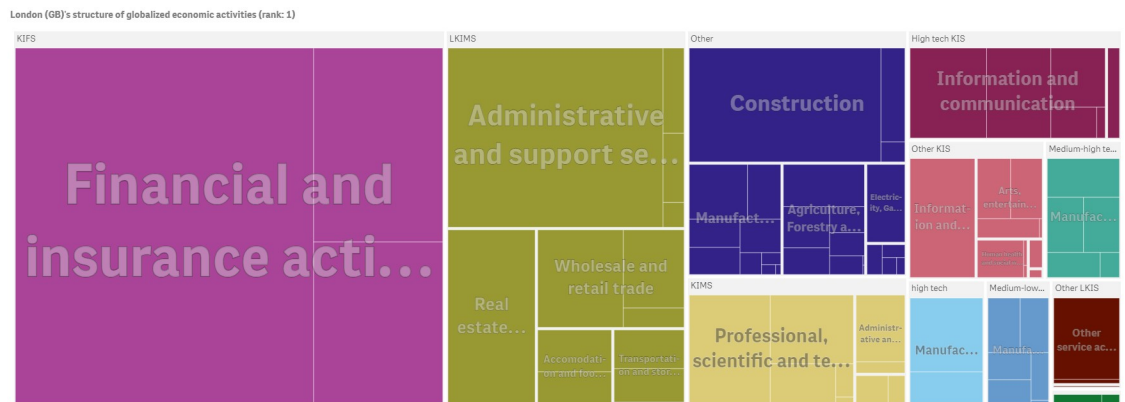 London (GB)'s structure of globalized economic activities (rank: 1)
KIFS
Financial and
insurance acti...
LKIMS
Administrative
and support se...
Real
estate...
Wholesale and
retail trade
Accomodati-
on and foo...
Transportati-
on and stor...
Other
Construction
Manufact...
Agriculture,
Forestry a...
Electric-
ity, Ga...
KIMS
Professional,
scientific and te...
Administr-
ative an...
High tech KIS
Information and
communication
Other KIS
Informat-
ion and...
Arts,
entertain...
Medium-high te...
Manufac...
high tech
Manufac...
Medium-low...
Manufa...
Other LKIS
Other
service ac...